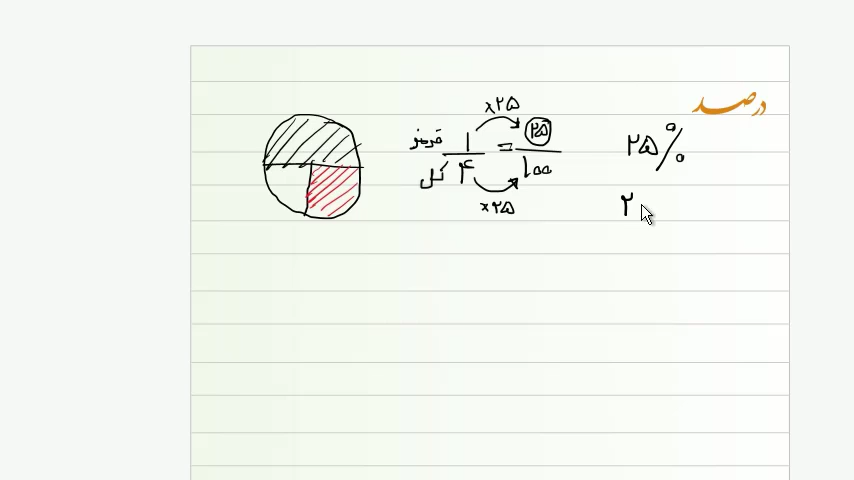 درصد
×۲۵
قرمز ۱ = ۲۵ ۲۵%
کل ۴ ۱۰۰
×۲۵ ۲